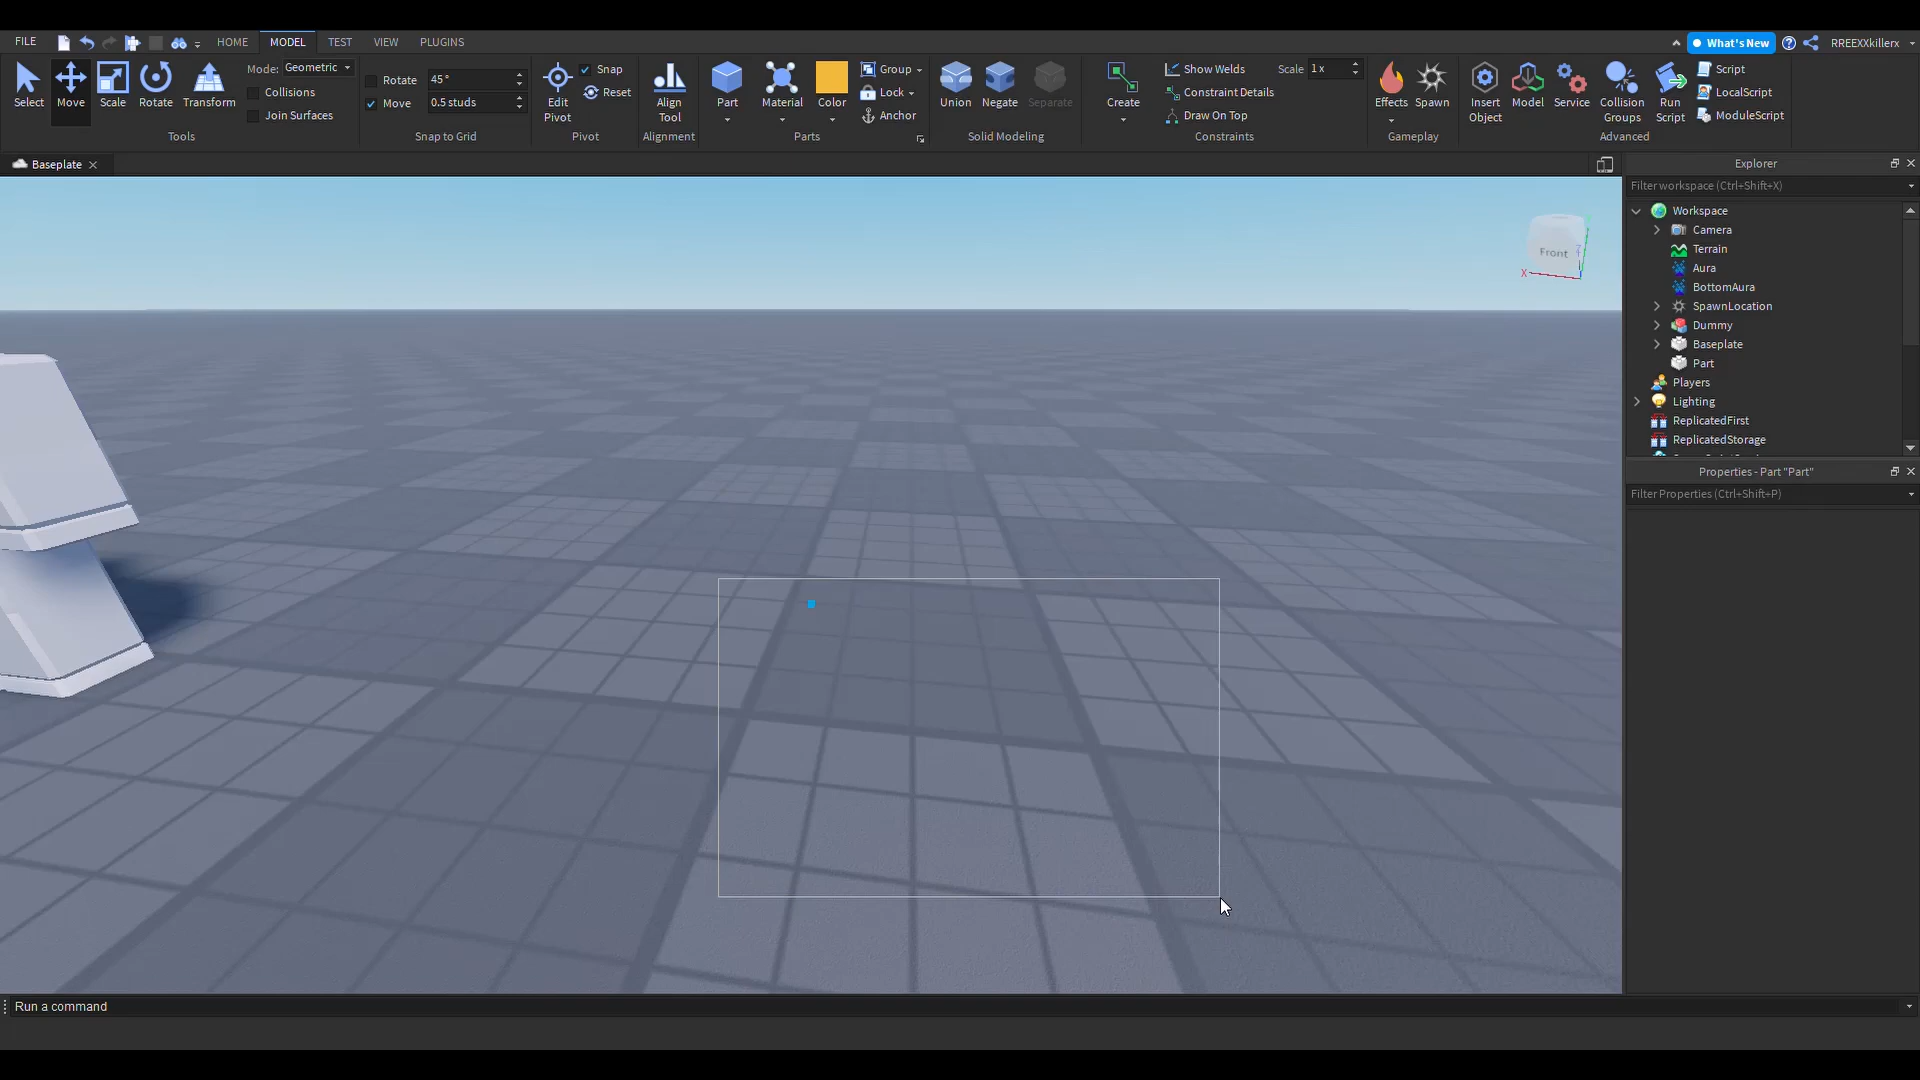 FILE HOME MODEL TEST VIEW PLUGINS What's New RREEXXkillerx
Select Move Scale Rotate Transform
Mode: Geometric
Collisions
Join Surfaces
Tools
Rotate 45°
Move 0.5 studs
Snap to Grid
Edit
Pivot
Snap
Reset
Pivot
Align
Tool
Alignment
Part Material Color
Group
Lock
Anchor
Parts
Union Negate Separate
Solid Modeling
Create
Show Welds Scale 1 x
Constraint Details
Draw On Top
Constraints
Effects Spawn
Gameplay
Insert
Object
Model
Service
Collision
Groups
Run
Script
Script
LocalScript
ModuleScript
Advanced
Baseplate
Front
X
Explorer
Filter workspace (Ctrl+Shift+X)
Workspace
Camera
Terrain
Aura
BottomAura
SpawnLocation
Dummy
Baseplate
Part
Players
Lighting
ReplicatedFirst
ReplicatedStorage
Properties - Part "Part"
Filter Properties (Ctrl+Shift+P)
Run a command